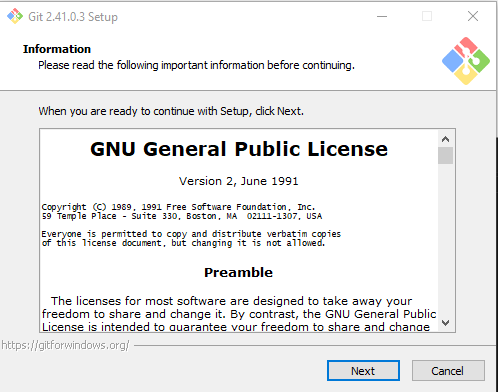 Git 2.41.0.3 Setup
Information
Please read the following important information before continuing.
When you are ready to continue with Setup, click Next.
GNU General Public License
Version 2, June 1991
Copyright (C) 1989, 1991 Free Software Foundation, Inc.
59 Temple Place - Suite 330, Boston, MA  02111-1307, USA
Everyone is permitted to copy and distribute verbatim copies
of this license document, but changing it is not allowed.
Preamble
The licenses for most software are designed to take away your
freedom to share and change it. By contrast, the GNU General Public
License is intended to guarantee your freedom to share and change
https://gitforwindows.org/
Next
Cancel